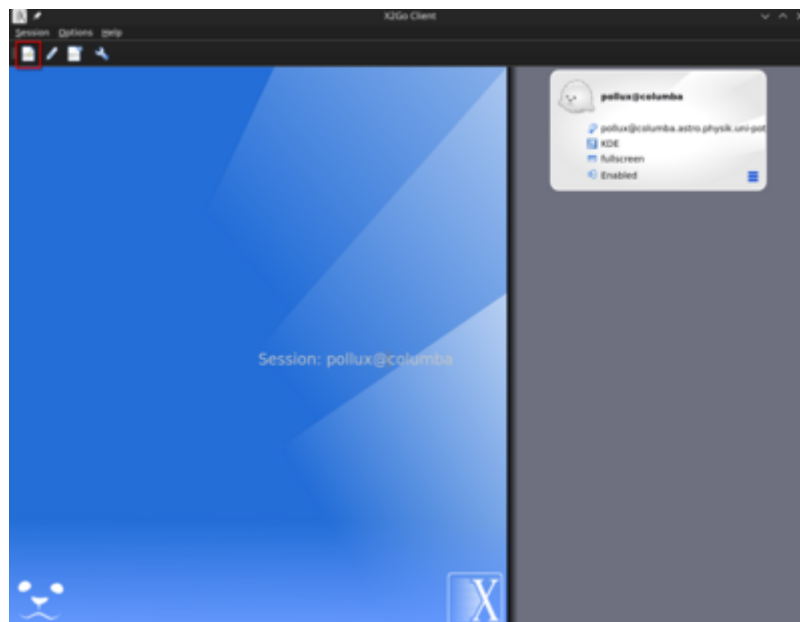 X2Go Client
Session Options Help
pollux@columba
pollux@columba.astro.physik.uni-pot
KDE
fullscreen
Enabled
Session: pollux@columba
X